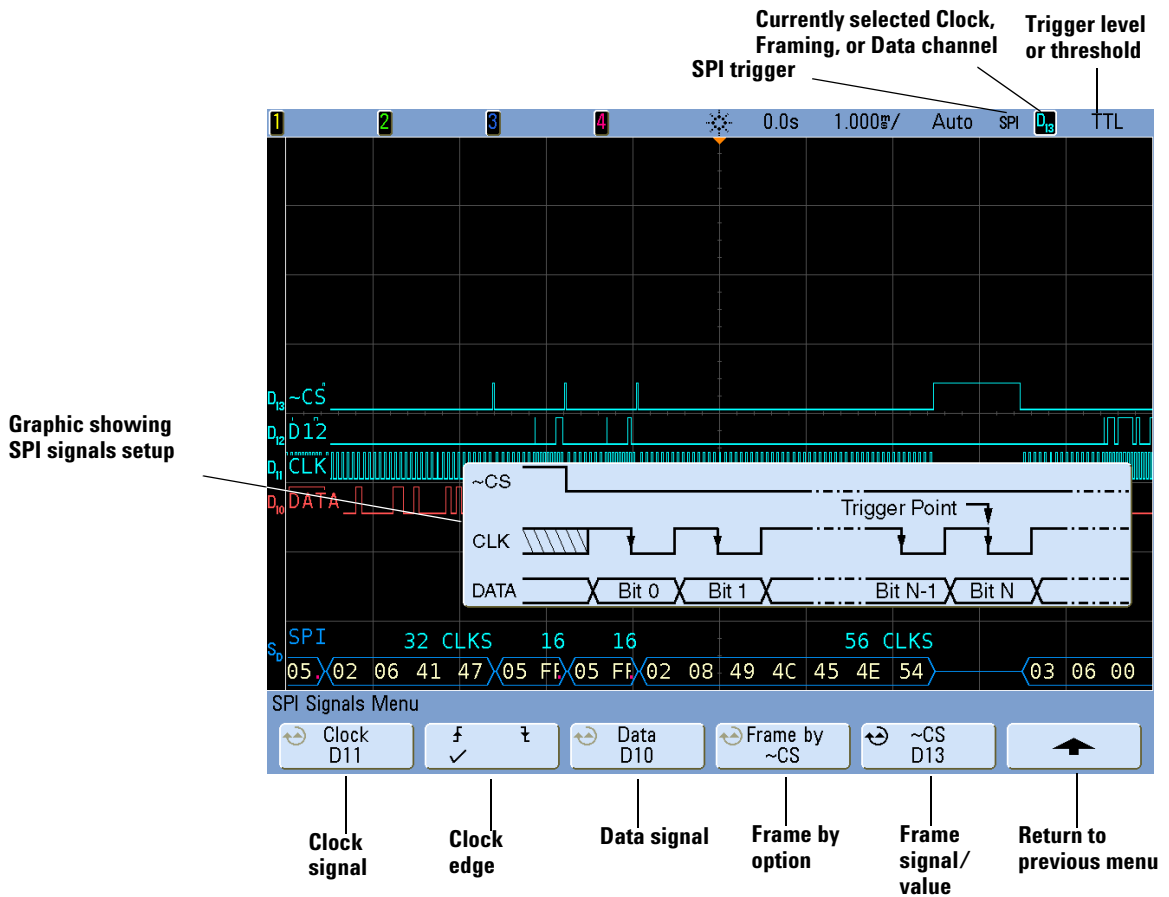 Currently selected Clock,
Framing, or Data channel
Trigger level
or threshold
SPI trigger
1 2 3 4 0.0s 1.000ms/ Auto SPI D13 TTL
D13 ~CS
D12 D12
D11 CLK
D10 DATA
Graphic showing
SPI signals setup
~CS
Trigger Point
CLK
DATA Bit 0 Bit 1 Bit N-1 Bit N
SD SPI 32 CLKS 16 16 56 CLKS
05. 02 06 41 47 05 FF 05 FF 02 08 49 4C 45 4E 54 03 06 00
SPI Signals Menu
Clock
D11
Data
D10
Frame by
~CS
~CS
D13
Clock
signal
Clock
edge
Data signal
Frame by
option
Frame
signal/
value
Return to
previous menu